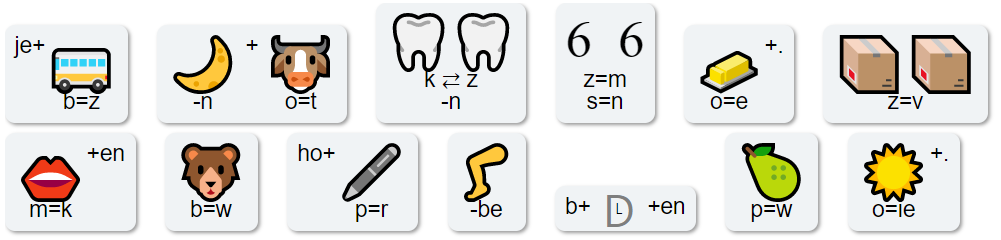 je+
b=z
+
-n
o=t
k ⇄ z
-n
6 6
z=m
s=n
+.
o=e
z=v
+en
m=k
b=w
ho+
p=r
-be
b+ D L +en
p=w
+.
o=ie